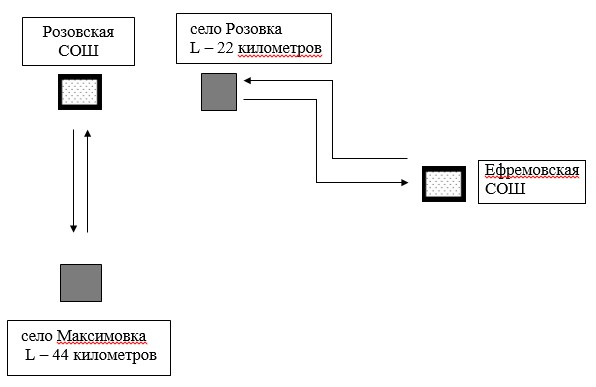 Розовская
СОШ
село Розовка
L – 22 километров
Ефремовская
СОШ
село Максимовка
L – 44 километров